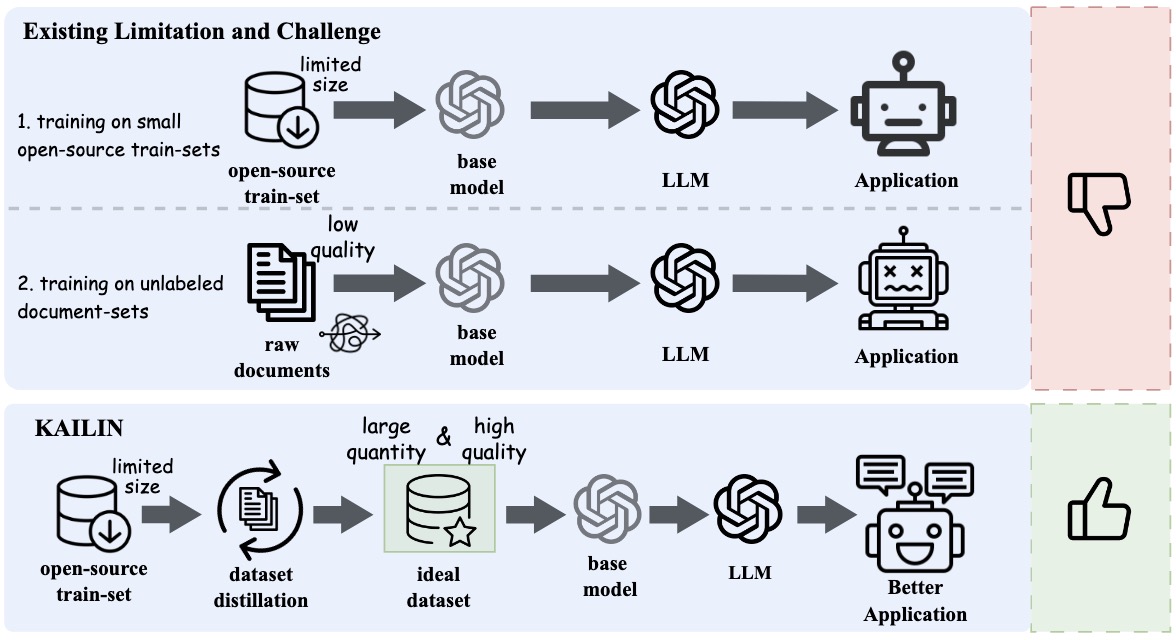 Existing Limitation and Challenge
limited
size
1. training on small
open-source train-sets
open-source
train-set
base
model
LLM
Application
low
quality
2. training on unlabeled
document-sets
raw
documents
base
model
LLM
Application
KAILIN
large
quantity
&
high
quality
limited
size
open-source
train-set
dataset
distillation
ideal
dataset
base
model
LLM
Better
Application